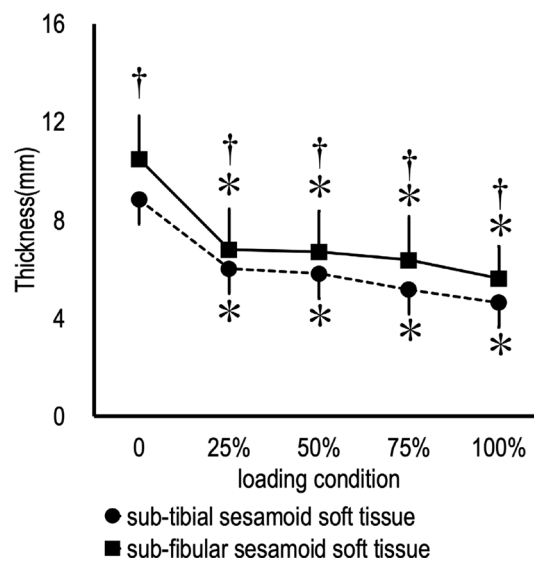 16
12
8
4
0
Thickness(mm)
†
† † † †
* * * *
* * * *
0 25% 50% 75% 100%
loading condition
sub-tibial sesamoid soft tissue
sub-fibular sesamoid soft tissue